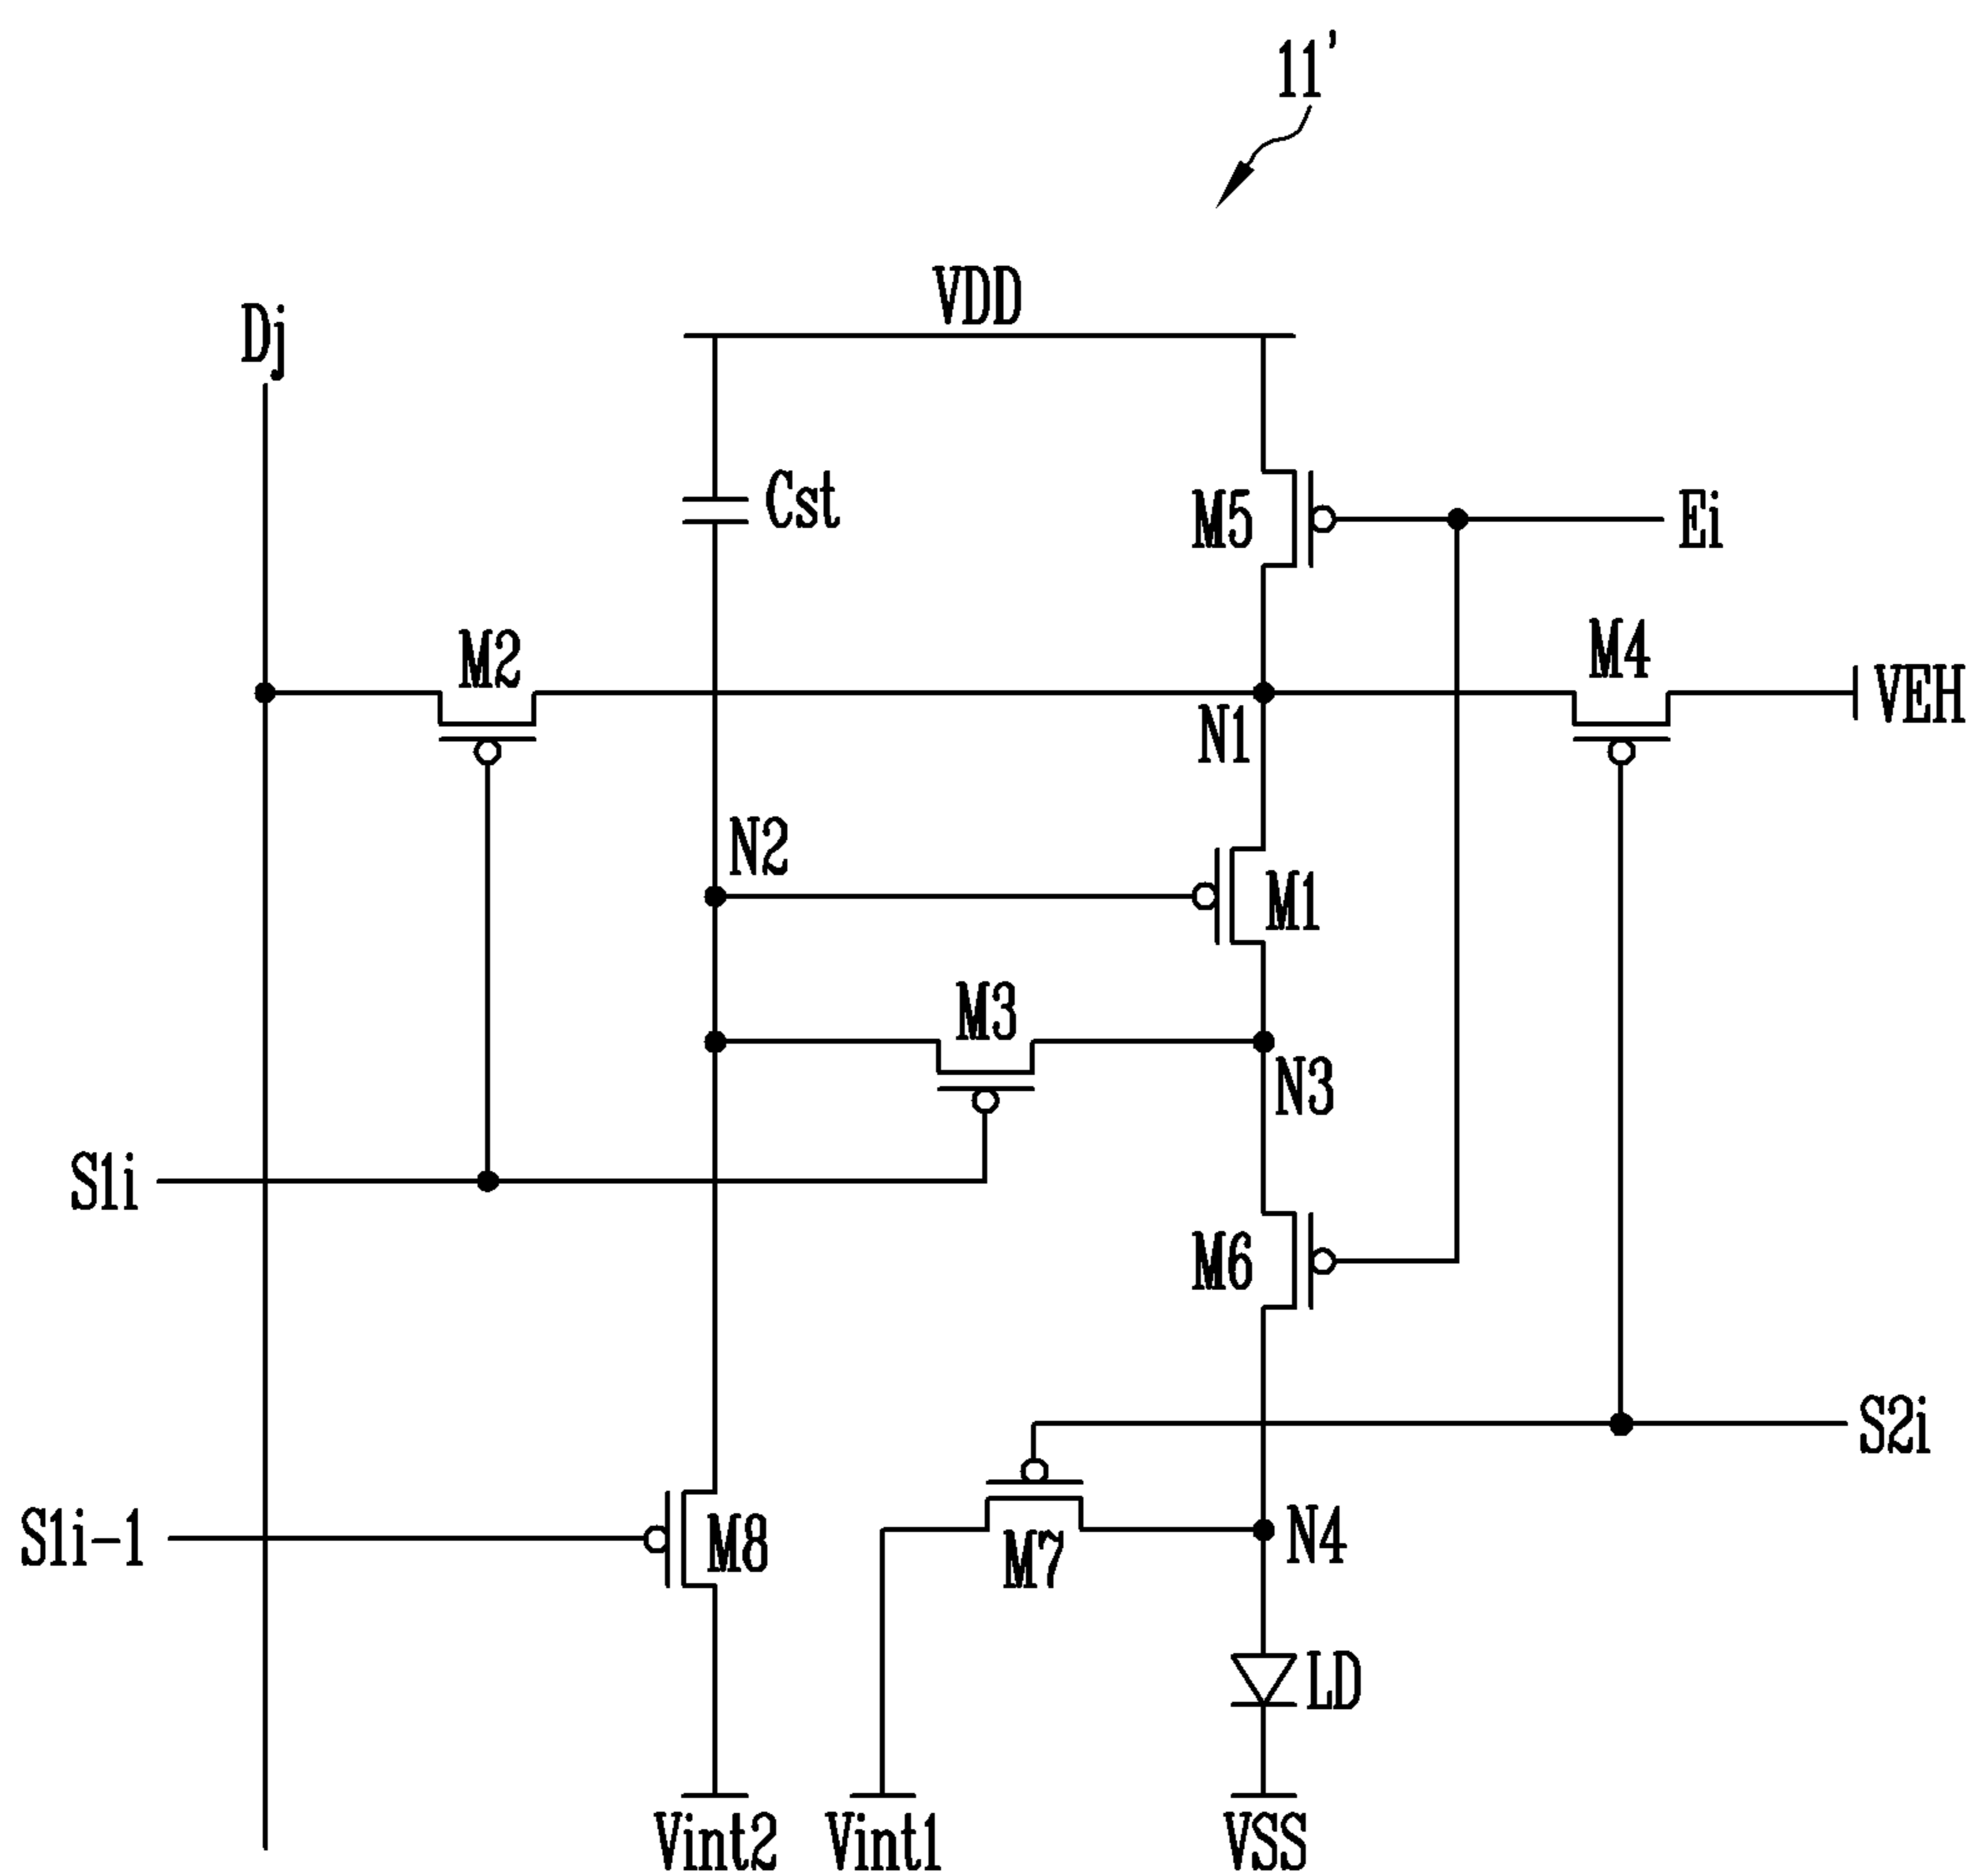 11'
VDD
Dj
Cst
M5
Ei
M2
M4
VEH
N1
N2
M1
M3
N3
S1i
M6
S2i
S1i-1
M8
M7
N4
LD
Vint2
Vint1
VSS